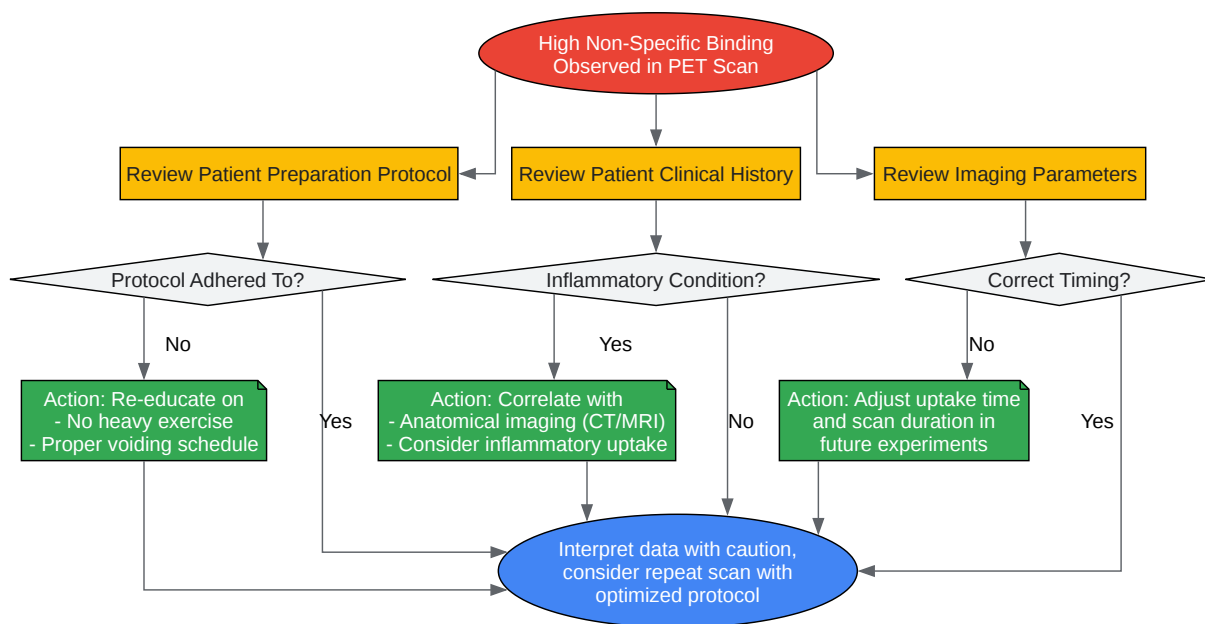 High Non-Specific Binding
Observed in PET Scan
Review Patient Preparation Protocol
Review Patient Clinical History
Review Imaging Parameters
Protocol Adhered To?
Inflammatory Condition?
Correct Timing?
No
Yes
No
Action: Re-educate on
- No heavy exercise
- Proper voiding schedule
Yes
Action: Correlate with
- Anatomical imaging (CT/MRI)
- Consider inflammatory uptake
No
Action: Adjust uptake time
and scan duration in
future experiments
Yes
Interpret data with caution,
consider repeat scan with
optimized protocol